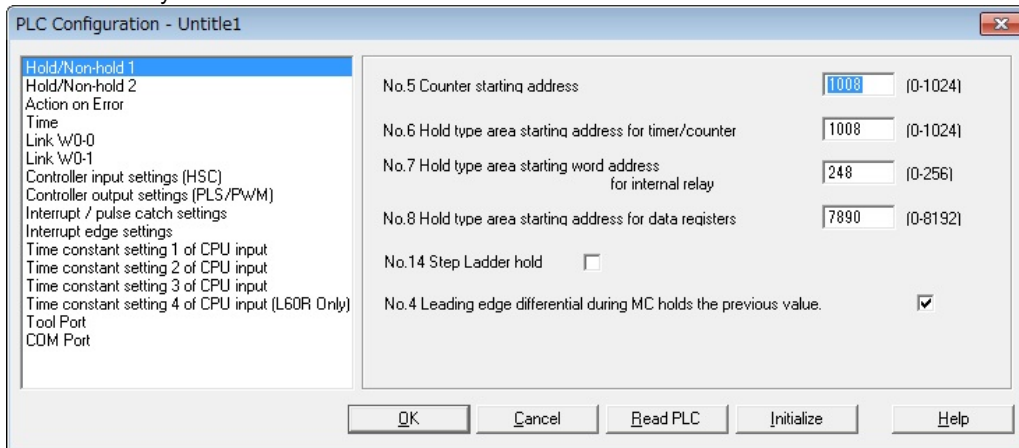 PLC Configuration - Untitle1
Hold/Non-hold 1
Hold/Non-hold 2
Action on Error
Time
Link W0-0
Link W0-1
Controller input settings (HSC)
Controller output settings (PLS/PWM)
Interrupt / pulse catch settings
Interrupt edge settings
Time constant setting 1 of CPU input
Time constant setting 2 of CPU input
Time constant setting 3 of CPU input
Time constant setting 4 of CPU input (L60R Only)
Tool Port
COM Port
No.5 Counter starting address 1008 (0-1024)
No.6 Hold type area starting address for timer/counter 1008 (0-1024)
No.7 Hold type area starting word address
for internal relay 248 (0-256)
No.8 Hold type area starting address for data registers 7890 (0-8192)
No.14 Step Ladder hold
No.4 Leading edge differential during MC holds the previous value.
OK Cancel Read PLC Initialize Help